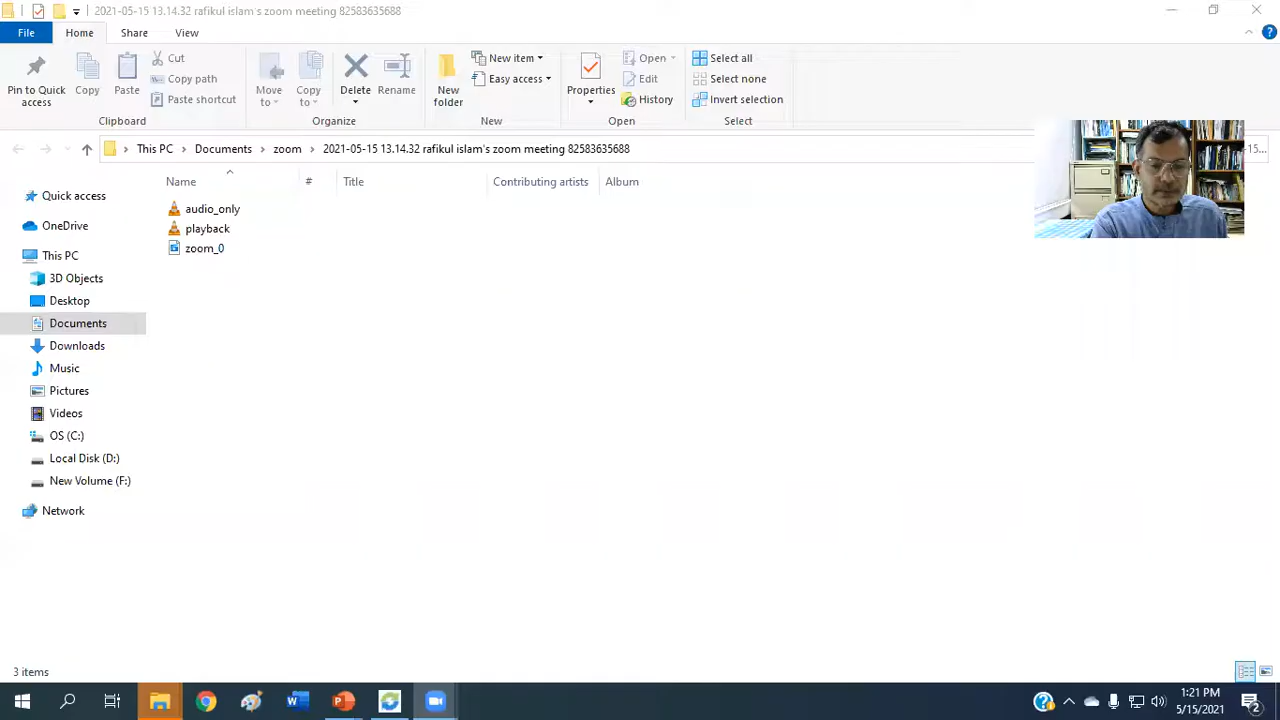 2021-05-15 13.14.32 rafikul islam's zoom meeting 82583635688
File Home Share View
Pin to Quick access
Copy
Paste
Cut
Copy path
Paste shortcut
Clipboard
Move to
Copy to
Delete
Rename
Organize
New folder
New item
Easy access
New
Properties
Open
Edit
History
Open
Select all
Select none
Invert selection
Select
This PC > Documents > zoom > 2021-05-15 13.14.32 rafikul islam's zoom meeting 82583635688
15...
Name # Title Contributing artists Album
audio_only
playback
zoom_0
Quick access
OneDrive
This PC
3D Objects
Desktop
Documents
Downloads
Music
Pictures
Videos
OS (C:)
Local Disk (D:)
New Volume (F:)
Network
3 items
1:21 PM
5/15/2021
2